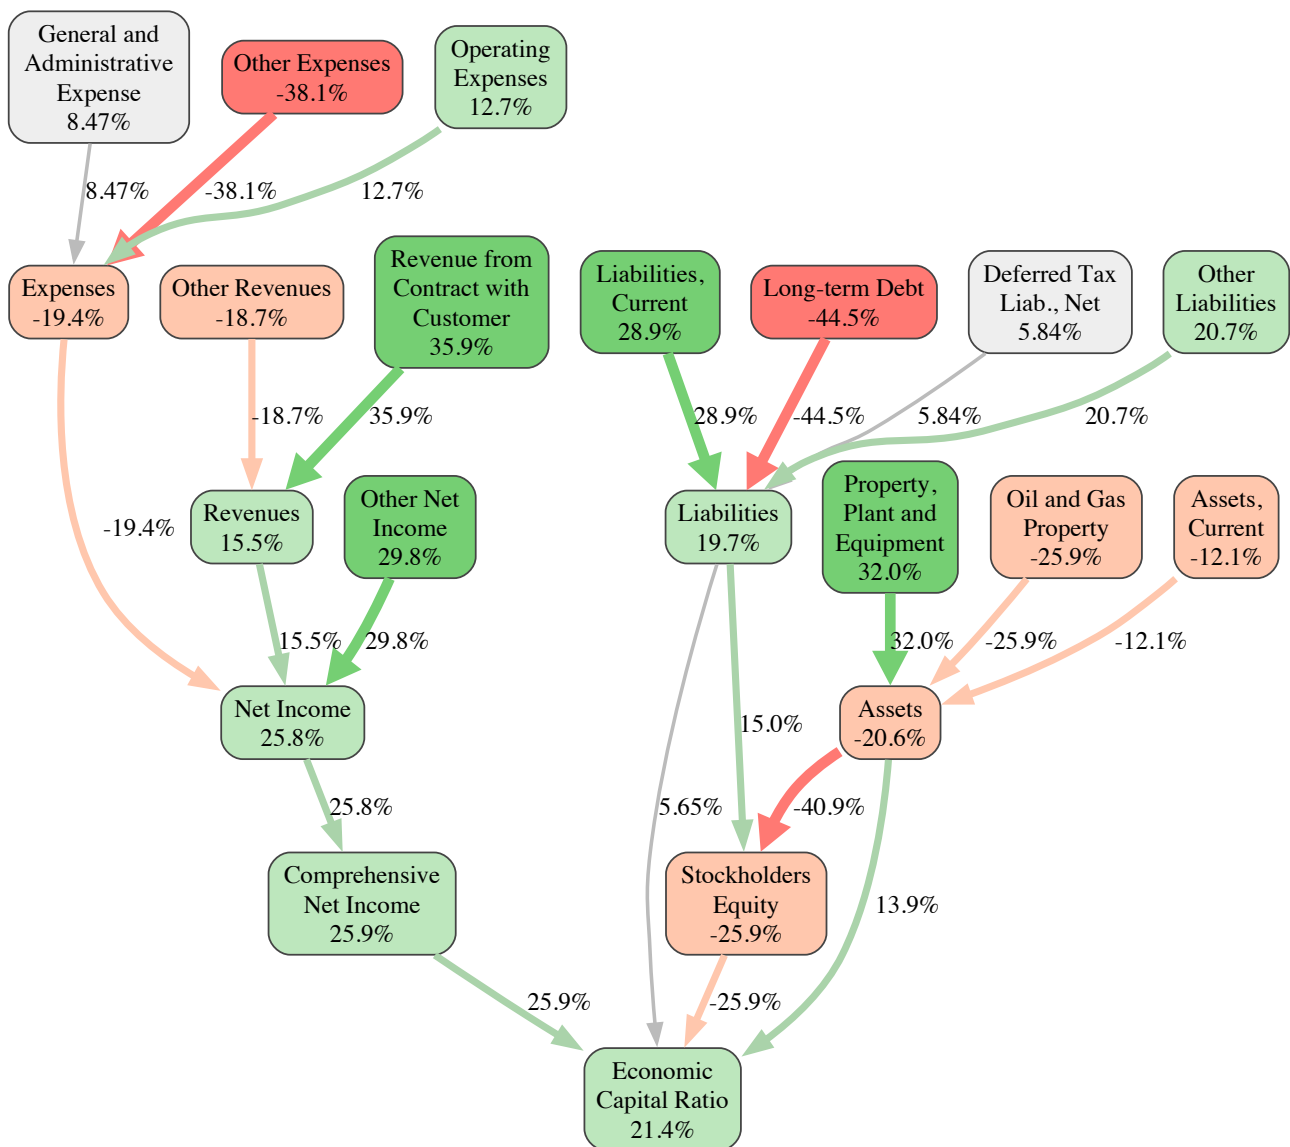 General and
Administrative
Expense
8.47%
Other Expenses
-38.1%
Operating
Expenses
12.7%
8.47%
-38.1%
12.7%
Expenses
-19.4%
Other Revenues
-18.7%
Revenue from
Contract with
Customer
35.9%
Liabilities,
Current
28.9%
Long-term Debt
-44.5%
Deferred Tax
Liab., Net
5.84%
Other
Liabilities
20.7%
-18.7%
35.9%
28.9%
-44.5%
5.84%
20.7%
Revenues
15.5%
Other Net
Income
29.8%
Liabilities
19.7%
Property,
Plant and
Equipment
32.0%
Oil and Gas
Property
-25.9%
Assets,
Current
-12.1%
-19.4%
15.5%
29.8%
32.0%
-25.9%
-12.1%
Net Income
25.8%
15.0%
Assets
-20.6%
25.8%
5.65%
-40.9%
Comprehensive
Net Income
25.9%
Stockholders
Equity
-25.9%
13.9%
25.9%
-25.9%
Economic
Capital Ratio
21.4%